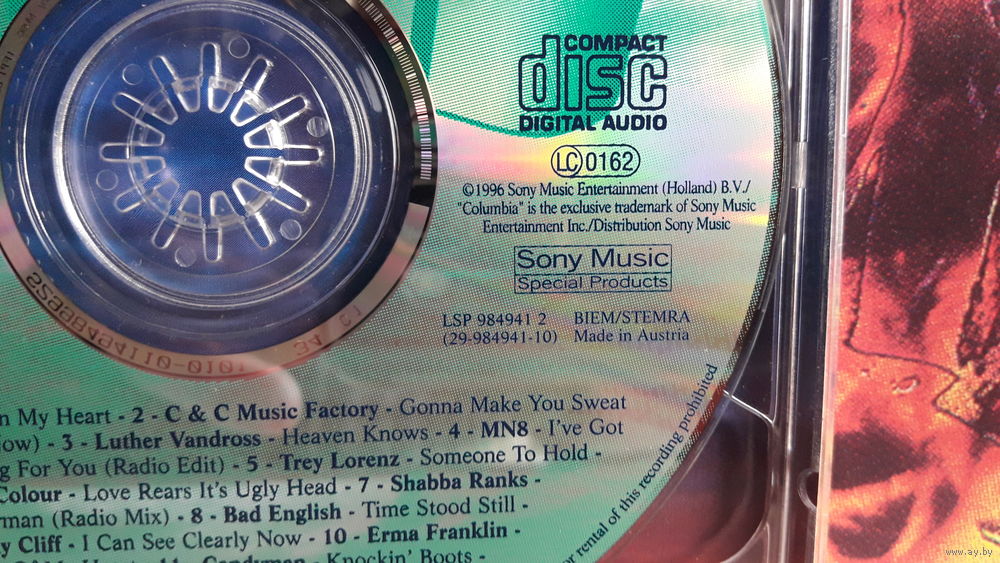 COMPACT
disc
DIGITAL AUDIO
LC 0162
©1996 Sony Music Entertainment (Holland) B.V./
"Columbia" is the exclusive trademark of Sony Music
Entertainment Inc./Distribution Sony Music
Sony Music
Special Products
LSP 984941 2 BIEM/STEMRA
(29-984941-10) Made in Austria
n My Heart - 2 - C & C Music Factory - Gonna Make You Sweat
ow) - 3 - Luther Vandross - Heaven Knows - 4 - MN8 - I've Got
g For You (Radio Edit) - 5 - Trey Lorenz - Someone To Hold -
Colour - Love Rears It's Ugly Head - 7 - Shabba Ranks -
rman (Radio Mix) - 8 - Bad English - Time Stood Still -
y Cliff - I Can See Clearly Now - 10 - Erma Franklin -
Knockin' Boots -
or rental of this recording prohibited
www.ay.by